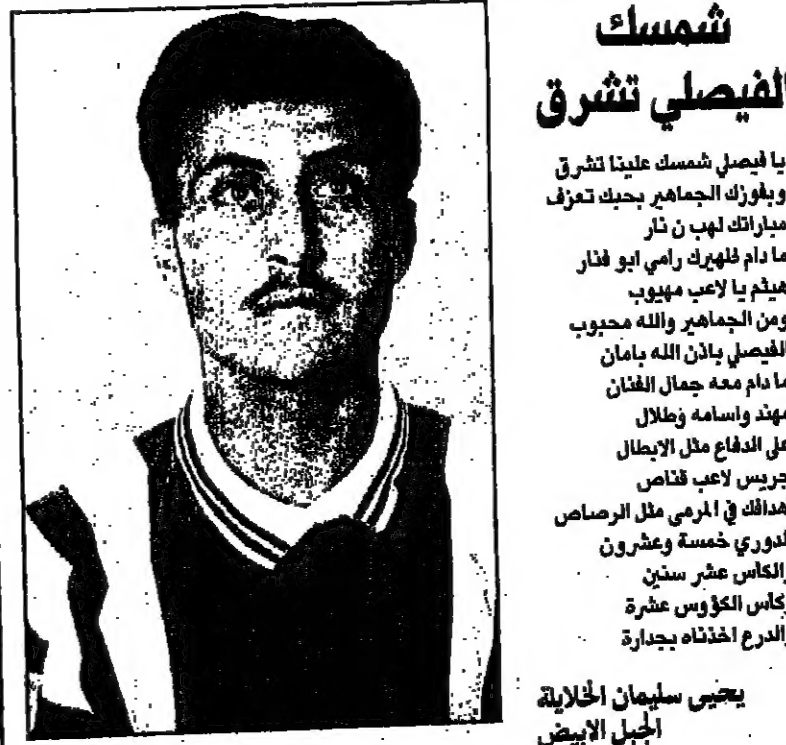 شمسك
الفيصلي تشرق
يا فيصلي شمسك علينا تشرق
وبفوزك الجماهير بحبك تعزف
مباراتك لهب ن نار
ما دام ظهيرك رامي ابو فنار
هيثم يا لاعب مهيوب
ومن الجماهير والله محبوب
الفيصلي باذن الله بامان
ما دام معه جمال الفنان
مهند واسامه وطلال
على الدفاع مثل الابطال
جريس لاعب قناص
هدافك في المرمى مثل الرصاص
الدوري خمسة وعشرون
والكاس عشر سنين
وكأس الكؤوس عشرة
والدرع اخذناه بجدارة
يحيى سليمان الخلايلة
الجبل الابيض